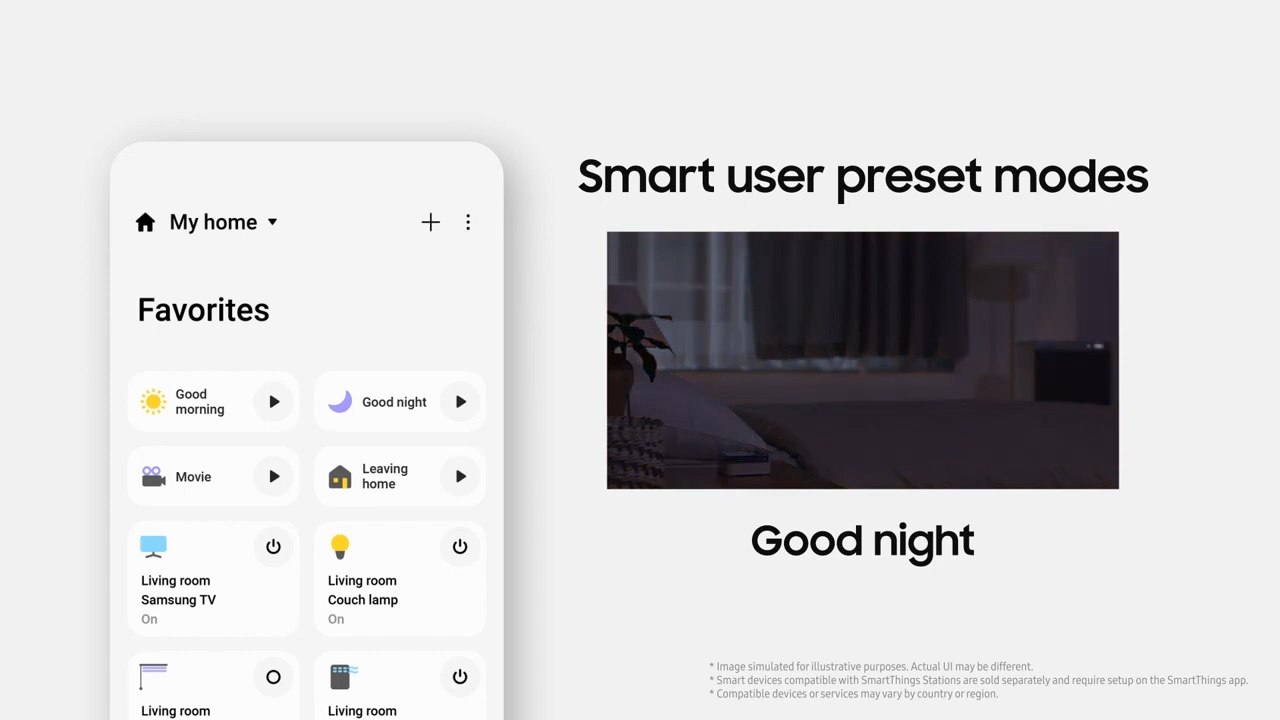 My home
Favorites
Good
morning
Good night
Movie
Leaving
home
Living room
Samsung TV
On
Living room
Couch lamp
On
Living room
Living room
Smart user preset modes
Good night
* Image simulated for illustrative purposes. Actual UI may be different.
* Smart devices compatible with SmartThings Stations are sold separately and require setup on the SmartThings app.
* Compatible devices or services may vary by country or region.